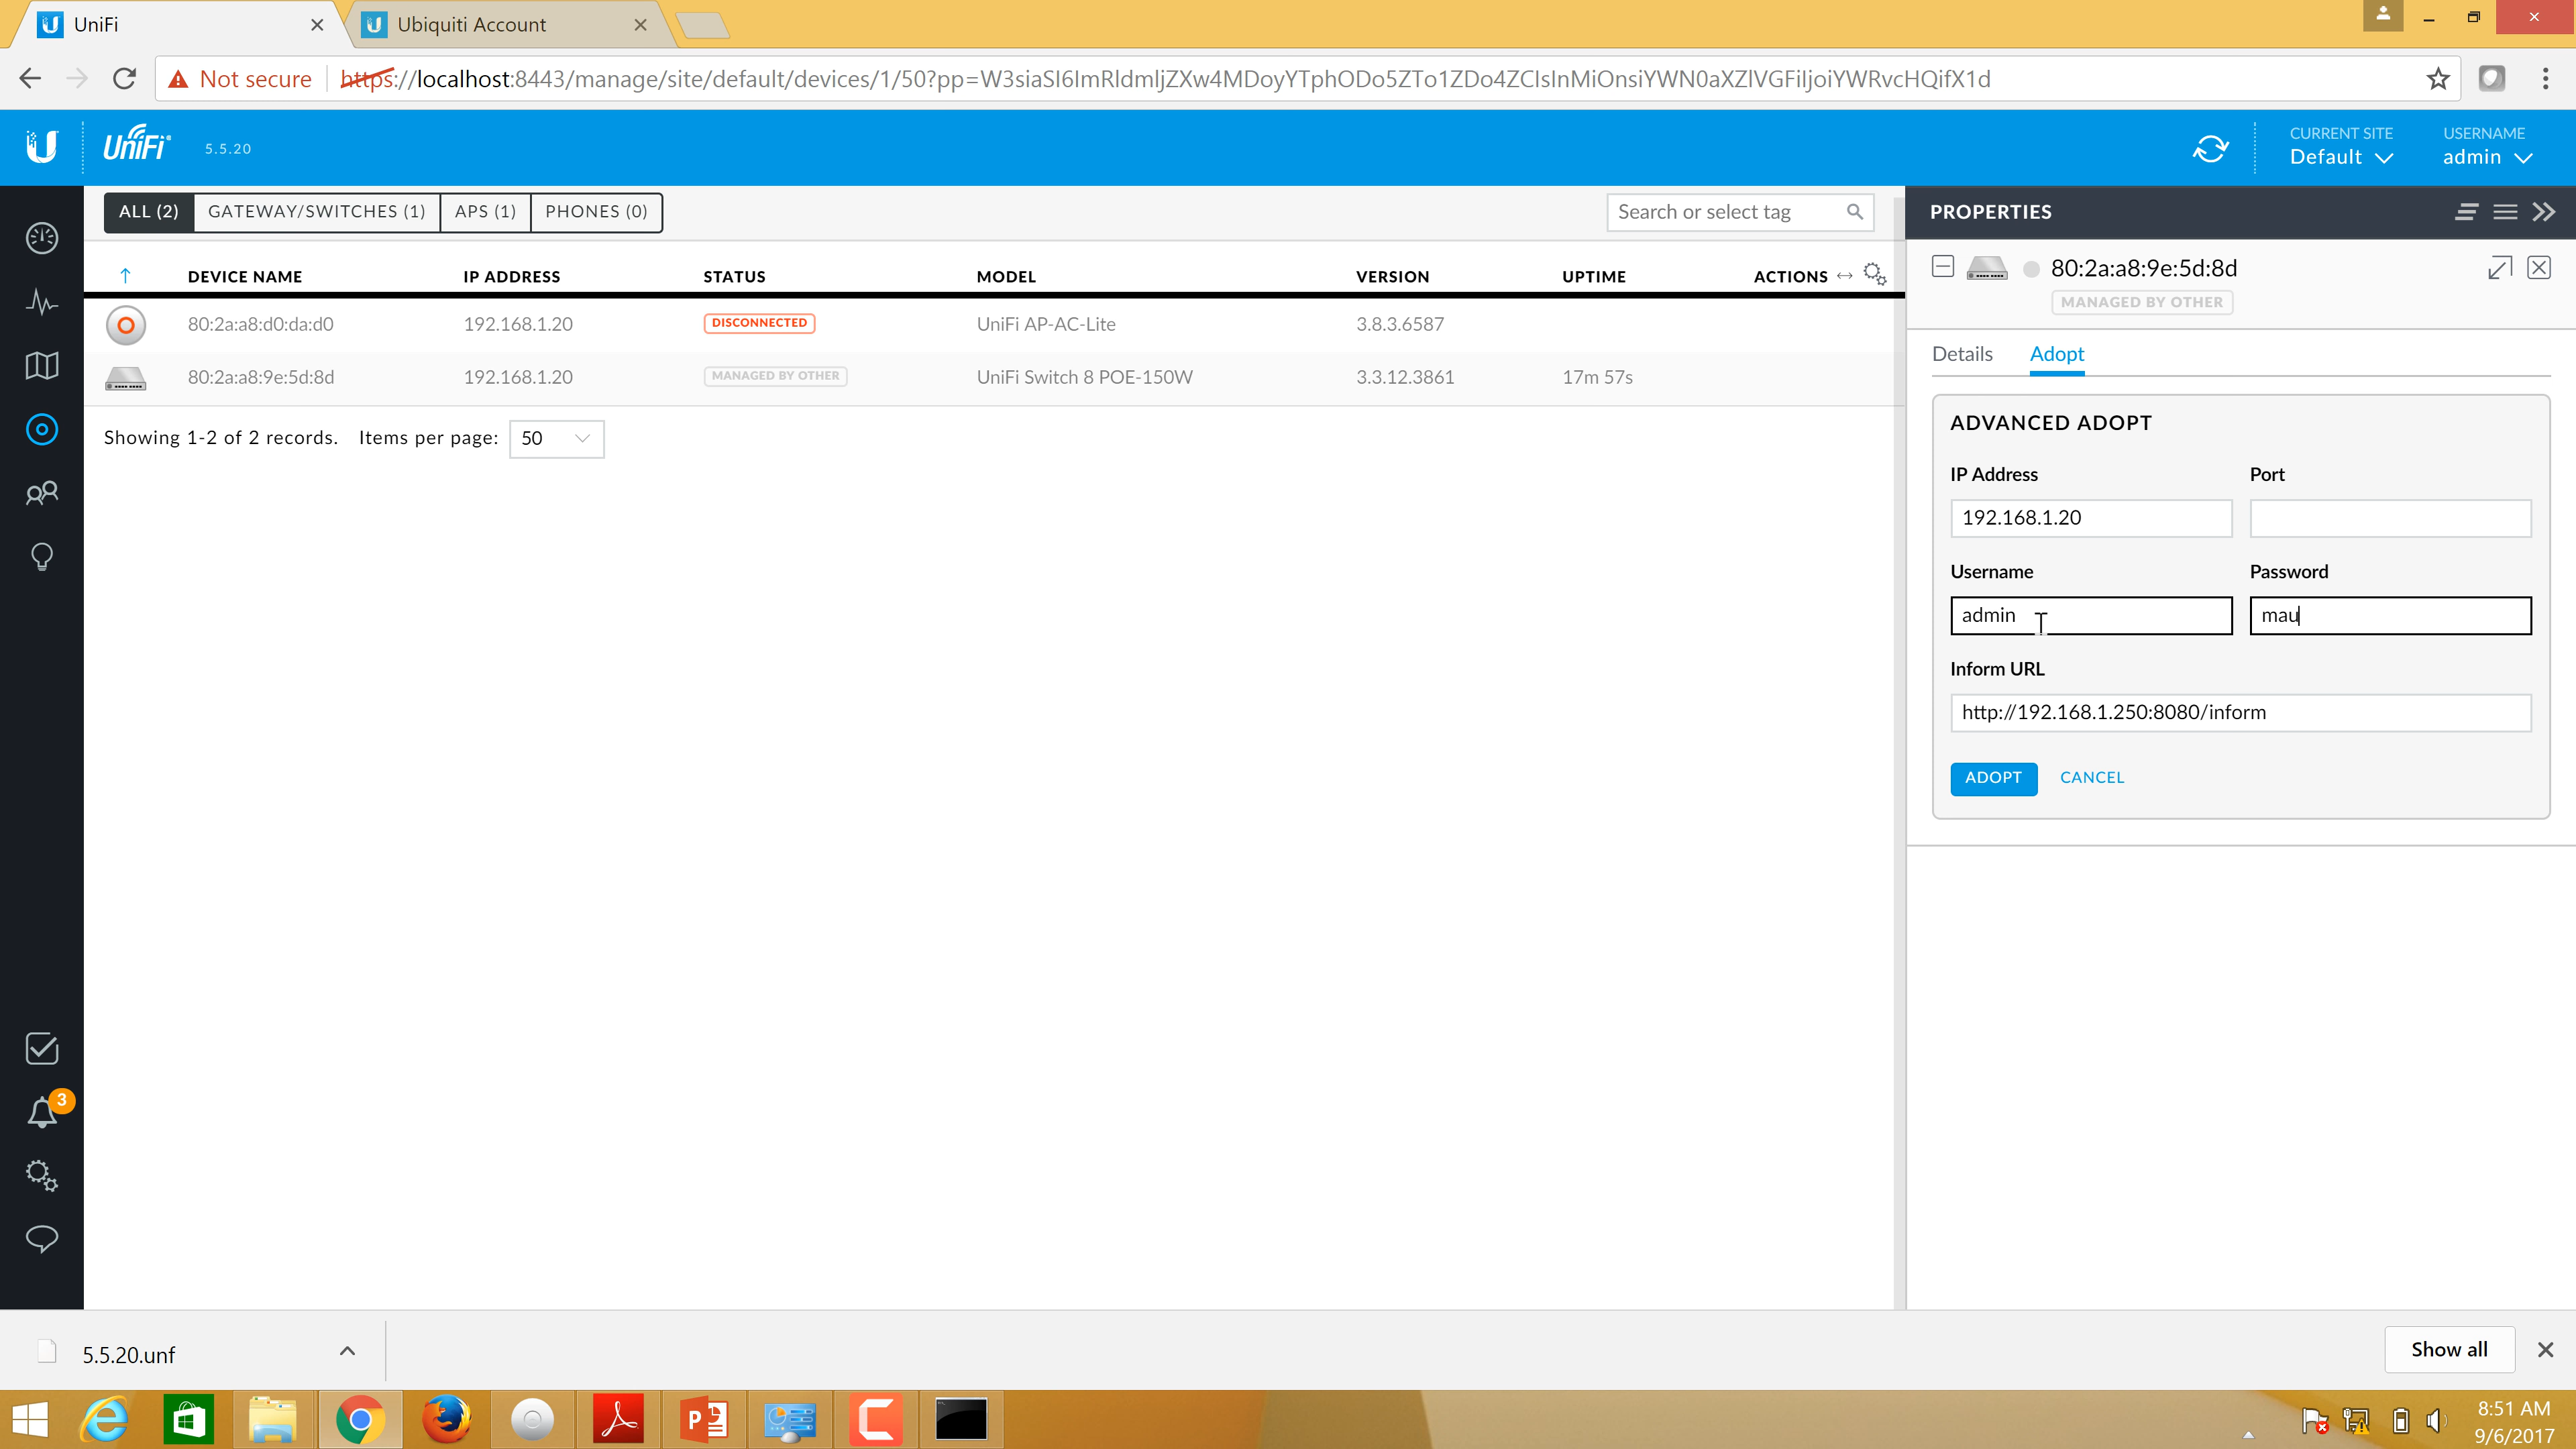 UniFi
Ubiquiti Account
Not secure
https://localhost:8443/manage/site/default/devices/1/50?pp=W3siaSI6ImRldmljZXw4MDoyYTphODo5ZTo1ZDo4ZCIsInMiOnsiYWN0aXZlVGFiIjoiYWRvcHQifX1d
UniFi 5.5.20
CURRENT SITE
Default
USERNAME
admin
ALL (2) GATEWAY/SWITCHES (1) APS (1) PHONES (0)
Search or select tag
PROPERTIES
DEVICE NAME IP ADDRESS STATUS MODEL VERSION UPTIME ACTIONS
80:2a:a8:d0:da:d0 192.168.1.20 DISCONNECTED UniFi AP-AC-Lite 3.8.3.6587
80:2a:a8:9e:5d:8d 192.168.1.20 MANAGED BY OTHER UniFi Switch 8 POE-150W 3.3.12.3861 17m 57s
Showing 1-2 of 2 records. Items per page: 50
80:2a:a8:9e:5d:8d
MANAGED BY OTHER
Details Adopt
ADVANCED ADOPT
IP Address Port
192.168.1.20
Username Password
admin mau
Inform URL
http://192.168.1.250:8080/inform
ADOPT CANCEL
3
5.5.20.unf
Show all
8:51 AM
9/6/2017